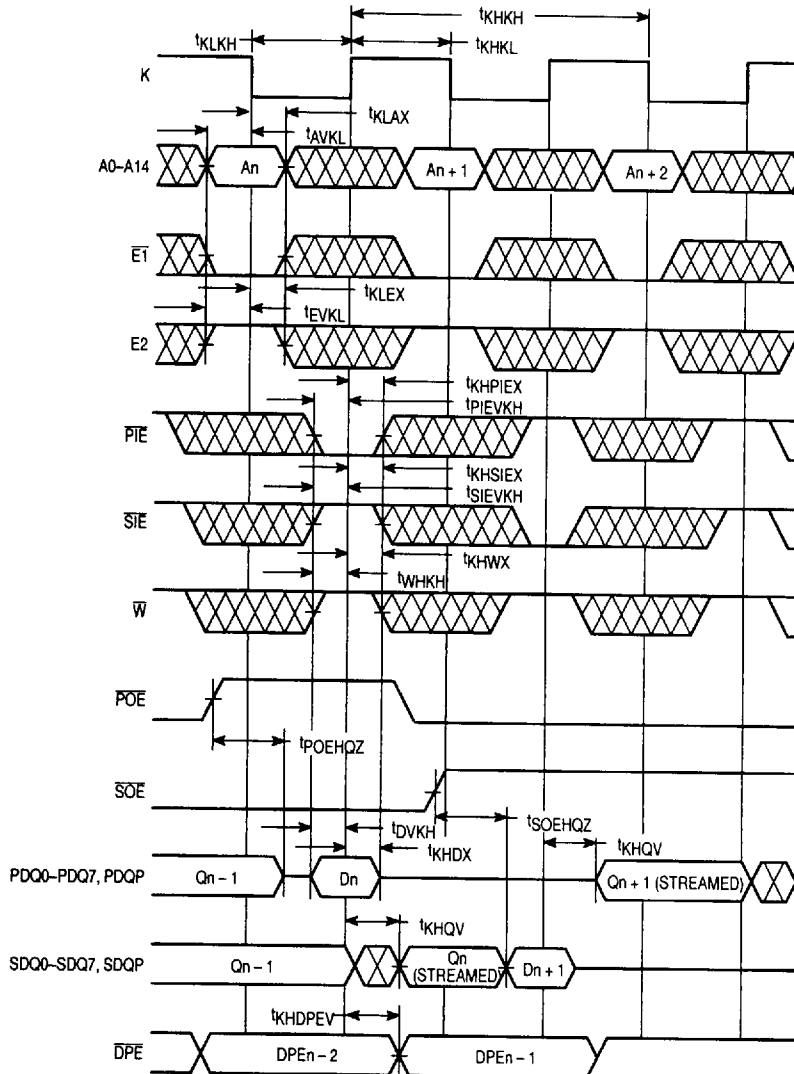 tKHKH
tKLKH
tKHKL
K
tKLAX
tAVKL
A0–A14
An
An + 1
An + 2
E1
tKLEX
tEVKL
E2
tKHPIEX
tPIEVKH
PIE
tKHSIEX
tSIEVKH
SIE
tKHWX
tWHKH
W
POE
tPOEHQZ
SOE
tSOEHQZ
tDVKH
tKHDX
tKHQV
PDQ0–PDQ7, PDQP
Qn – 1
Dn
Qn + 1 (STREAMED)
tKHQV
SDQ0–SDQ7, SDQP
Qn – 1
Qn
(STREAMED)
Dn + 1
tKHDPEV
DPE
DPEn – 2
DPEn – 1